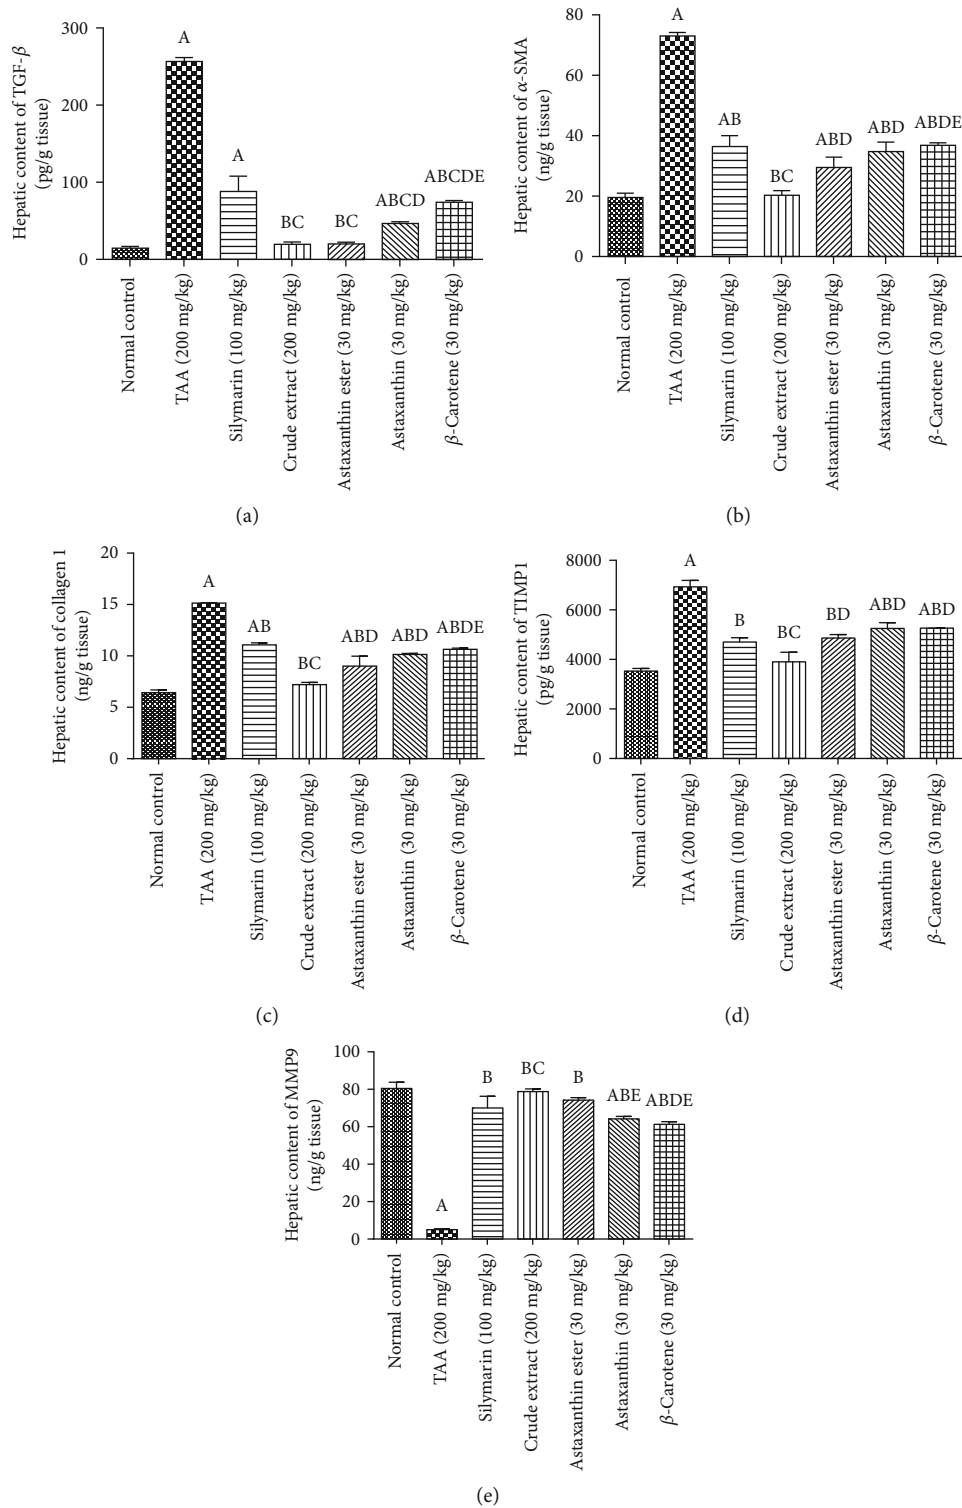 Hepatic content of TGF-β
(pg/g tissue)
300
200
100
0
A
A
BC
BC
ABCD
ABCDE
Normal control
TAA (200 mg/kg)
Silymarin (100 mg/kg)
Crude extract (200 mg/kg)
Astaxanthin ester (30 mg/kg)
Astaxanthin (30 mg/kg)
β-Carotene (30 mg/kg)
(a)
Hepatic content of α-SMA
(ng/g tissue)
80
60
40
20
0
A
AB
BC
ABD
ABD
ABDE
Normal control
TAA (200 mg/kg)
Silymarin (100 mg/kg)
Crude extract (200 mg/kg)
Astaxanthin ester (30 mg/kg)
Astaxanthin (30 mg/kg)
β-Carotene (30 mg/kg)
(b)
Hepatic content of collagen 1
(ng/g tissue)
20
15
10
5
0
A
AB
BC
ABD
ABD
ABDE
Normal control
TAA (200 mg/kg)
Silymarin (100 mg/kg)
Crude extract (200 mg/kg)
Astaxanthin ester (30 mg/kg)
Astaxanthin (30 mg/kg)
β-Carotene (30 mg/kg)
(c)
Hepatic content of TIMP1
(pg/g tissue)
8000
6000
4000
2000
0
A
B
BC
BD
ABD
ABD
Normal control
TAA (200 mg/kg)
Silymarin (100 mg/kg)
Crude extract (200 mg/kg)
Astaxanthin ester (30 mg/kg)
Astaxanthin (30 mg/kg)
β-Carotene (30 mg/kg)
(d)
Hepatic content of MMP9
(ng/g tissue)
100
80
60
40
20
0
A
B
BC
B
ABE
ABDE
Normal control
TAA (200 mg/kg)
Silymarin (100 mg/kg)
Crude extract (200 mg/kg)
Astaxanthin ester (30 mg/kg)
Astaxanthin (30 mg/kg)
β-Carotene (30 mg/kg)
(e)